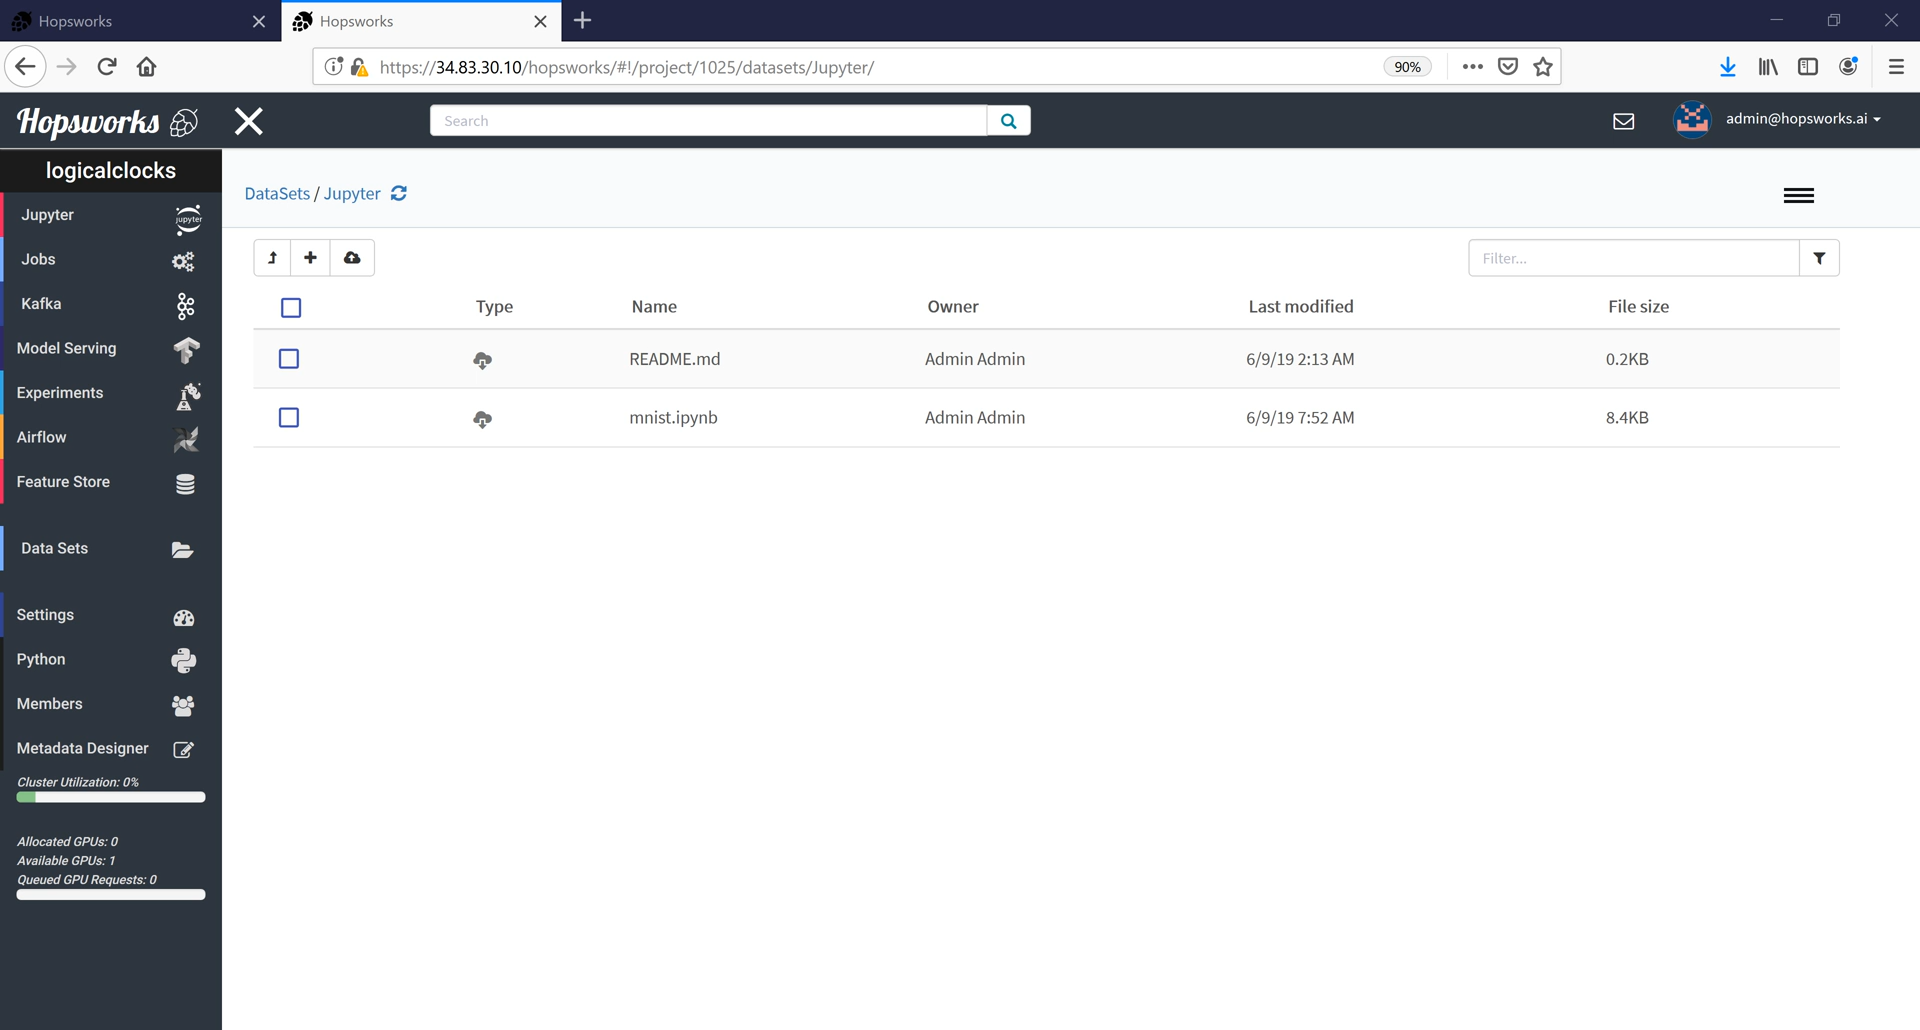 Hopsworks
Hopsworks
https://34.83.30.10/hopsworks/#!/project/1025/datasets/Jupyter/
90%
Hopsworks
Search
admin@hopsworks.ai
logicalclocks
DataSets / Jupyter
Jupyter
jupyter
Jobs
Kafka
Model Serving
Experiments
Airflow
Feature Store
Data Sets
Settings
Python
Members
Metadata Designer
Cluster Utilization: 0%
Allocated GPUs: 0
Available GPUs: 1
Queued GPU Requests: 0
Filter...
Type Name Owner Last modified File size
README.md Admin Admin 6/9/19 2:13 AM 0.2KB
mnist.ipynb Admin Admin 6/9/19 7:52 AM 8.4KB